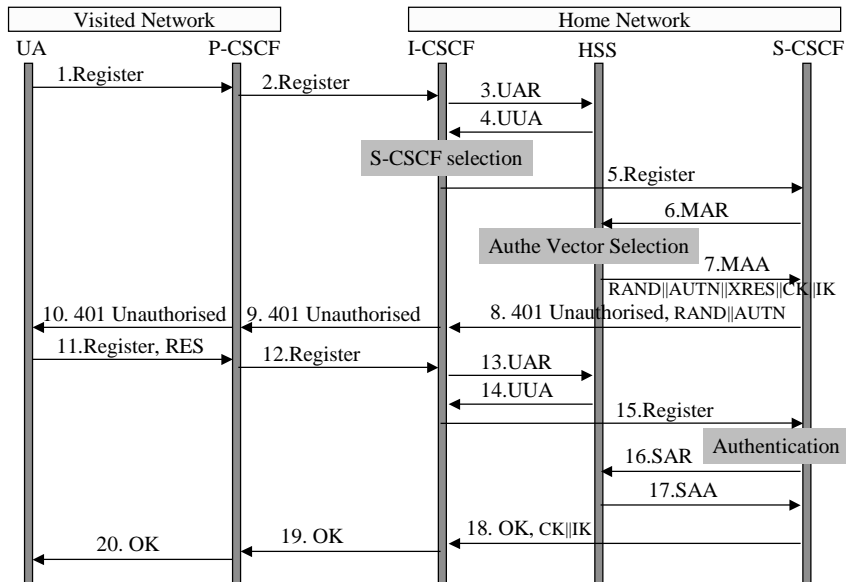 Visited Network
Home Network
UA
P-CSCF
I-CSCF
HSS
S-CSCF
1.Register
2.Register
3.UAR
4.UUA
S-CSCF selection
5.Register
6.MAR
Authe Vector Selection
7.MAA
RAND||AUTN||XRES||CK||IK
8. 401 Unauthorised, RAND||AUTN
9. 401 Unauthorised
10. 401 Unauthorised
11.Register, RES
12.Register
13.UAR
14.UUA
15.Register
Authentication
16.SAR
17.SAA
18. OK, CK||IK
19. OK
20. OK